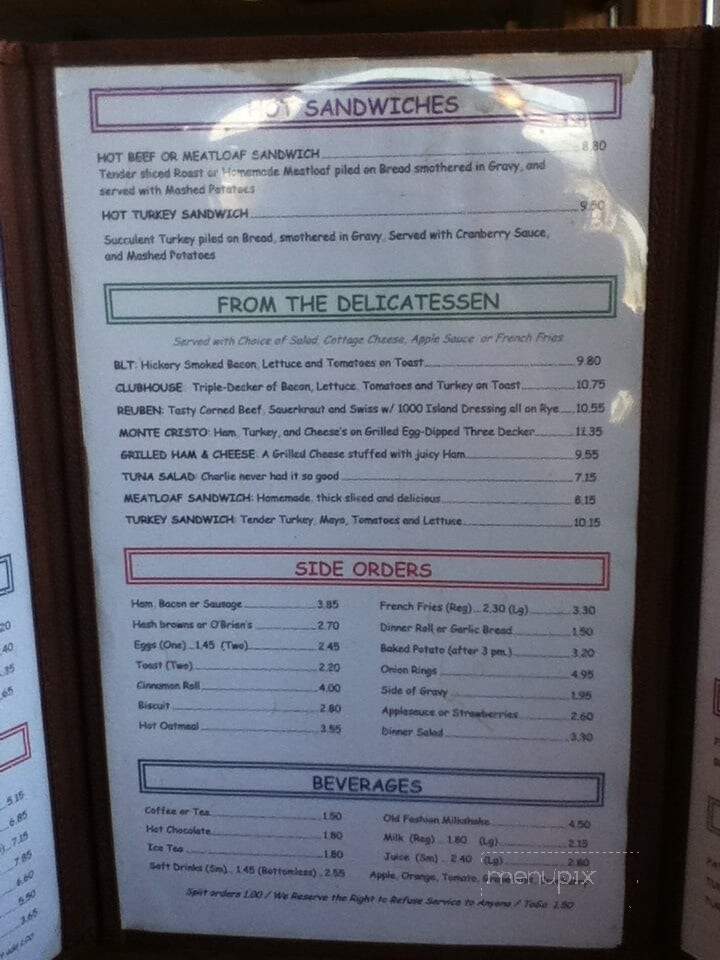 HOT SANDWICHES
HOT BEEF OR MEATLOAF SANDWICH 8.80
Tender sliced Roast or Homemade Meatloaf piled on Bread smothered in Gravy, and
served with Mashed Potatoes
HOT TURKEY SANDWICH 9.50
Succulent Turkey piled on Bread, smothered in Gravy, Served with Cranberry Sauce,
and Mashed Potatoes
FROM THE DELICATESSEN
Served with Choice of Salad, Cottage Cheese, Apple Sauce or French Fries
BLT: Hickory Smoked Bacon, Lettuce and Tomatoes on Toast 9.80
CLUBHOUSE: Triple-Decker of Bacon, Lettuce, Tomatoes and Turkey on Toast 10.75
REUBEN: Tasty Corned Beef, Sauerkraut and Swiss w/ 1000 Island Dressing all on Rye 10.55
MONTE CRISTO: Ham, Turkey, and Cheese's on Grilled Egg-Dipped Three Decker 11.35
GRILLED HAM & CHEESE: A Grilled Cheese stuffed with juicy Ham 9.55
TUNA SALAD: Charlie never had it so good 7.15
MEATLOAF SANDWICH: Homemade, thick sliced and delicious 8.15
TURKEY SANDWICH: Tender Turkey, Mayo, Tomatoes and Lettuce 10.15
SIDE ORDERS
Ham, Bacon or Sausage 3.85
Hash browns or O'Brien's 2.70
Eggs (One) 1.45 (Two) 2.45
Toast (Two) 2.20
Cinnamon Roll 4.00
Biscuit 2.80
Hot Oatmeal 3.55
French Fries (Reg) 2.30 (Lg) 3.30
Dinner Roll or Garlic Bread 1.50
Baked Potato (after 3 pm) 3.20
Onion Rings 4.95
Side of Gravy 1.95
Applesauce or Strawberries 2.60
Dinner Salad 3.30
BEVERAGES
Coffee or Tea 1.50
Hot Chocolate 1.80
Ice Tea 1.80
Soft Drinks (Sm) 1.45 (Bottomless) 2.55
Old Fashion Milkshake 4.50
Milk (Reg) 1.80 (Lg) 2.15
Juice (Sm) 2.40 (Lg) 2.80
Apple, Orange, Tomato,
Split orders 1.00 / We Reserve the Right to Refuse Service to Anyone / ToGo 1.50
menupix
5.15
6.85
7.15
7.85
6.60
5.50
3.65